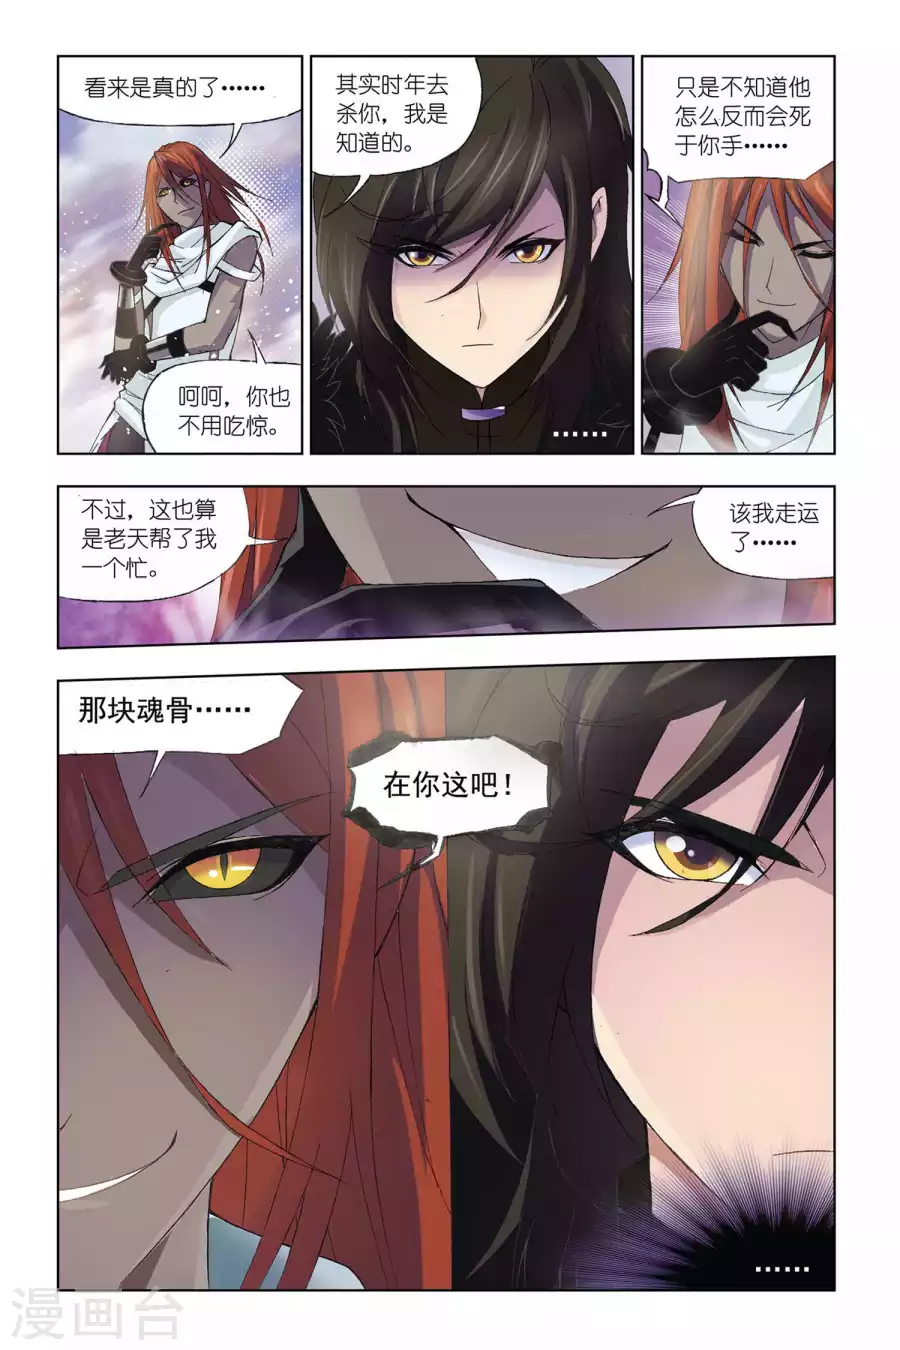 看来是真的了……
呵呵，你也
不用吃惊。
其实时年去
杀你，我是
知道的。
……
只是不知道他
怎么反而会死
于你手……
不过，这也算
是老天帮了我
一个忙。
该我走运
了……
那块魂骨……
在你这吧！
……
漫画台